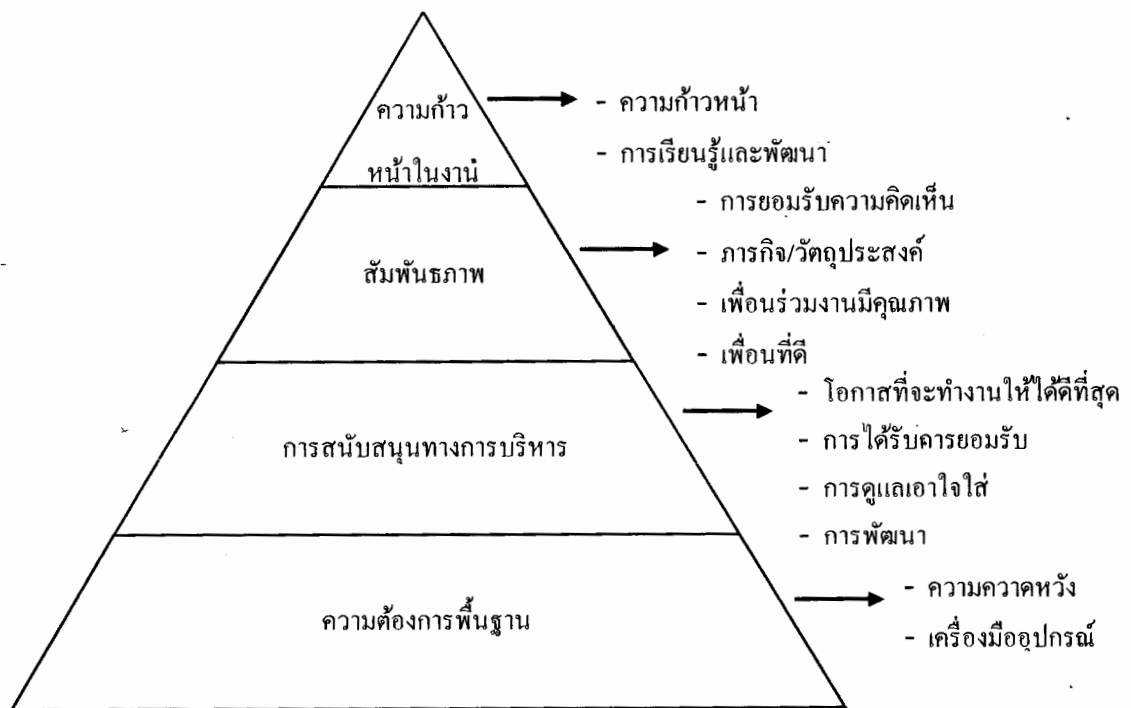 ความก้าว
หน้าในงาน
- ความก้าวหน้า
- การเรียนรู้และพัฒนา
สัมพันธภาพ
- การยอมรับความคิดเห็น
- ภารกิจ/วัตถุประสงค์
- เพื่อนร่วมงานมีคุณภาพ
- เพื่อนที่ดี
การสนับสนุนทางการบริหาร
- โอกาสที่จะทำงานให้ได้ดีที่สุด
- การได้รับการยอมรับ
- การดูแลเอาใจใส่
- การพัฒนา
ความต้องการพื้นฐาน
- ความควาดหวัง
- เครื่องมืออุปกรณ์